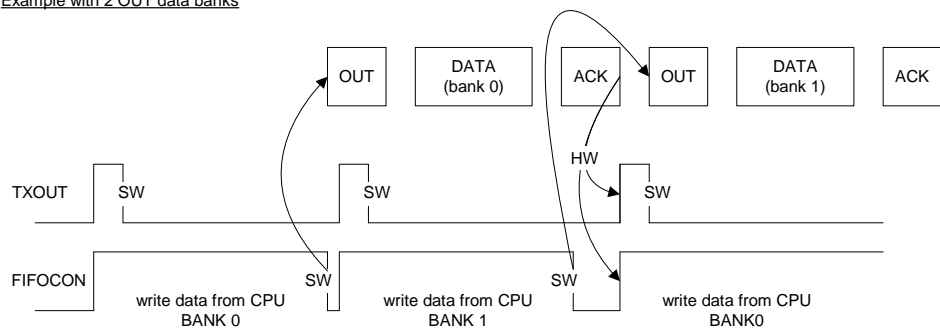 Example with 2 OUT data banks
OUT
DATA
(bank 0)
ACK
OUT
DATA
(bank 1)
ACK
HW
TXOUT
SW
SW
SW
FIFOCON
SW
SW
write data from CPU
BANK 0
write data from CPU
BANK 1
write data from CPU
BANK0